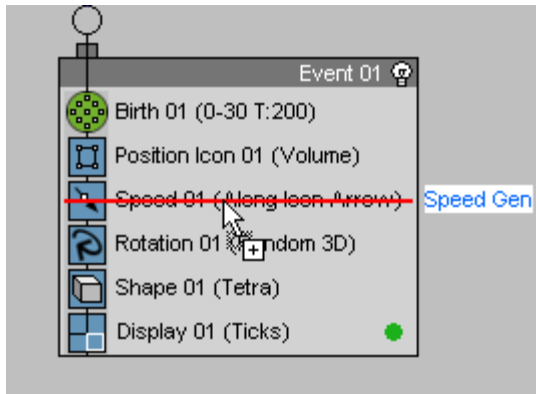 Event 01
Birth 01 (0-30 T:200)
Position Icon 01 (Volume)
Speed 01 (Along Icon Arrow)
Speed Gen
Rotation 01 (Random 3D)
Shape 01 (Tetra)
Display 01 (Ticks)